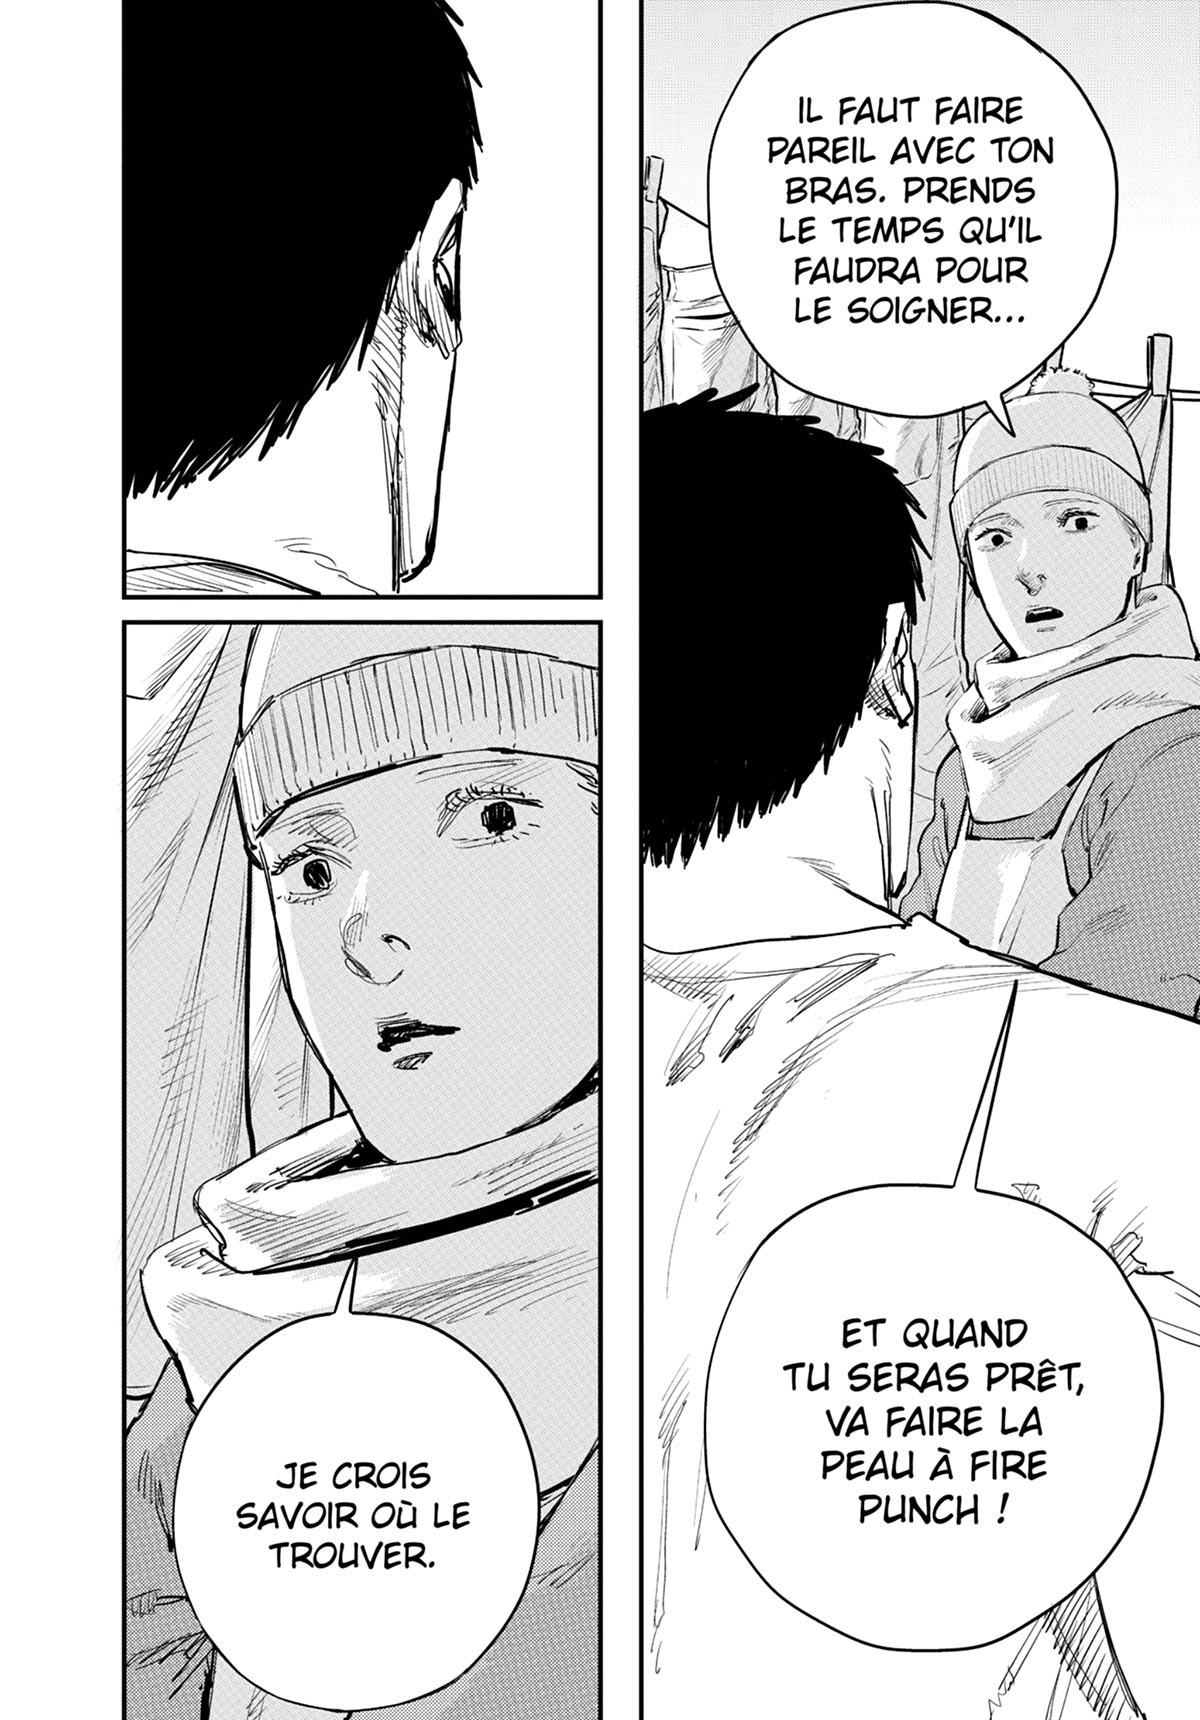 IL FAUT FAIRE
PAREIL AVEC TON
BRAS. PRENDS
LE TEMPS QU'IL
FAUDRA POUR
LE SOIGNER...
ET QUAND
TU SERAS PRÊT,
VA FAIRE LA
PEAU À FIRE
PUNCH !
JE CROIS
SAVOIR OÙ LE
TROUVER.